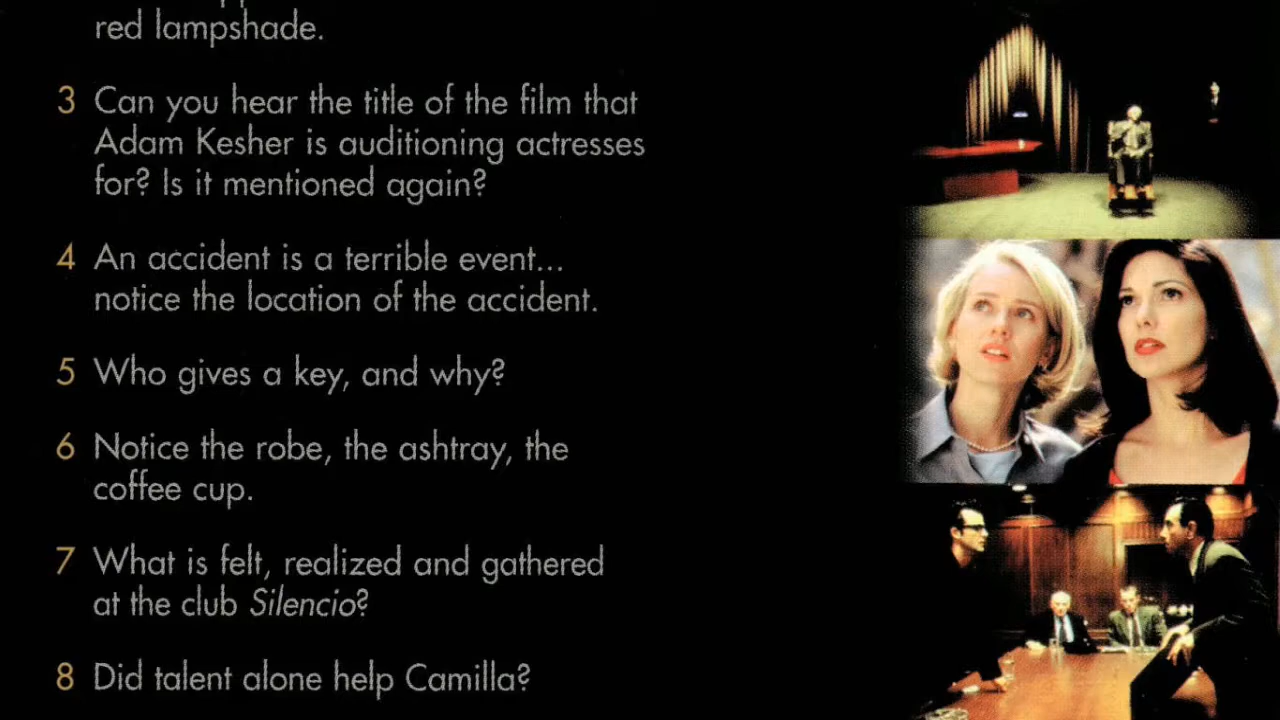 red lampshade.
3 Can you hear the title of the film that
Adam Kesher is auditioning actresses
for? Is it mentioned again?
4 An accident is a terrible event...
notice the location of the accident.
5 Who gives a key, and why?
6 Notice the robe, the ashtray, the
coffee cup.
7 What is felt, realized and gathered
at the club Silencio?
8 Did talent alone help Camilla?